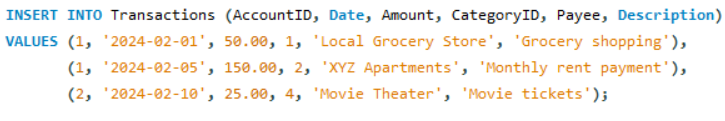 INSERT INTO Transactions (AccountID, Date, Amount, CategoryID, Payee, Description)
VALUES (1, '2024-02-01', 50.00, 1, 'Local Grocery Store', 'Grocery shopping'),
(1, '2024-02-05', 150.00, 2, 'XYZ Apartments', 'Monthly rent payment'),
(2, '2024-02-10', 25.00, 4, 'Movie Theater', 'Movie tickets');